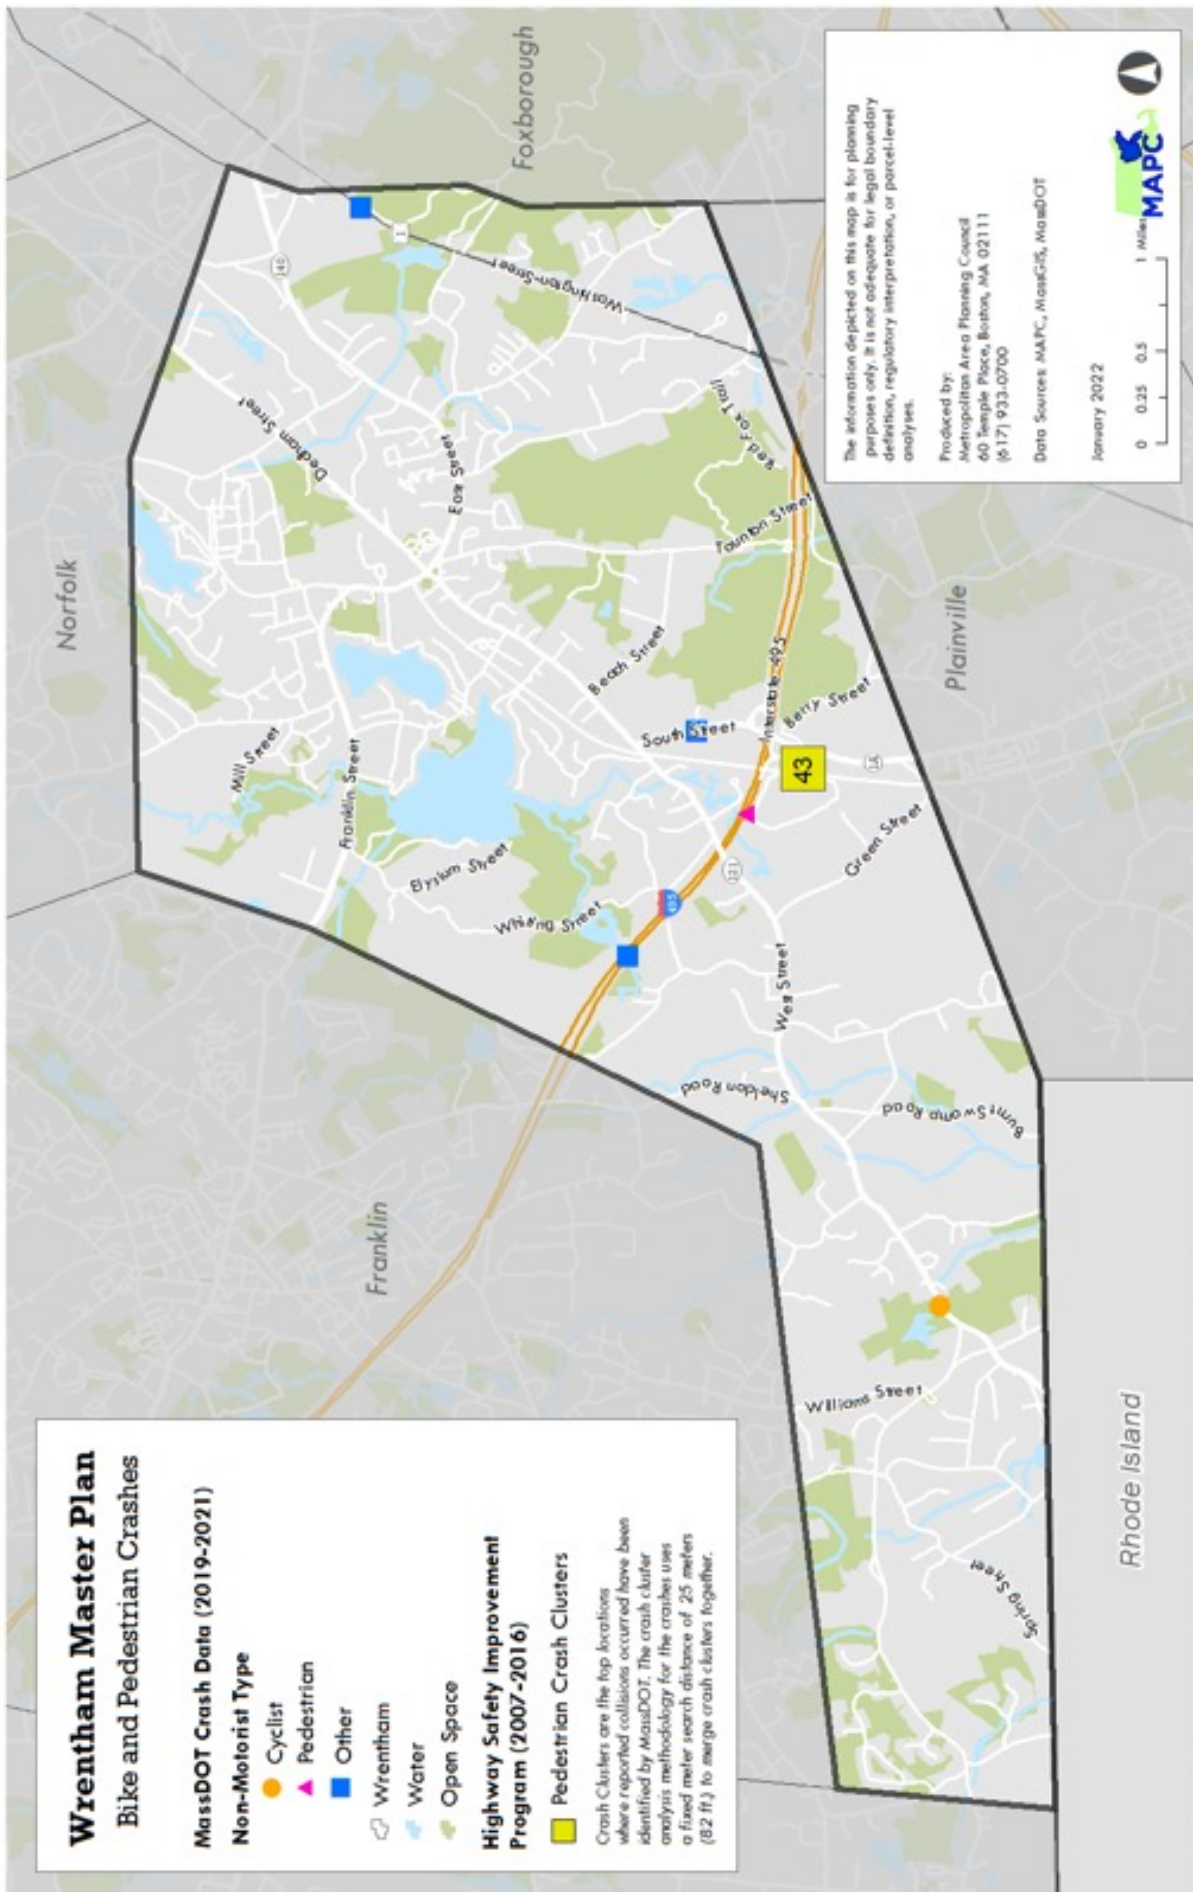 Wrentham Master Plan
Bike and Pedestrian Crashes
MassDOT Crash Data (2019-2021)
Non-Motorist Type
Cyclist
Pedestrian
Other
Wrentham
Water
Open Space
Highway Safety Improvement
Program (2007-2016)
Pedestrian Crash Clusters
Crash Clusters are the top locations
where reported collisions occurred have been
identified by MassDOT. The crash cluster
analysis methodology for the crashes uses
a fixed meter search distance of 25 meters
(82 ft.) to merge crash clusters together.
Norfolk
Franklin
Foxborough
Plainville
Rhode Island
Mill Street
Franklin Street
Elysium Street
Whiting Street
Dedham Street
East Street
140
1
Washington Street
Red Fox Trail
Taunton Street
Beach Street
South Street
Interstate 495
Berry Street
43
1A
Green Street
121
495
West Street
Sheldon Road
Burnt Swamp Road
Williams Street
Spring Street
The information depicted on this map is for planning
purposes only. It is not adequate for legal boundary
definition, regulatory interpretation, or parcel-level
analyses.
Produced by:
Metropolitan Area Planning Council
60 Temple Place, Boston, MA 02111
(617) 933-0700
Data Sources: MAPC, MassGIS, MassDOT
January 2022
0 0.25 0.5 1 Miles
MAPC